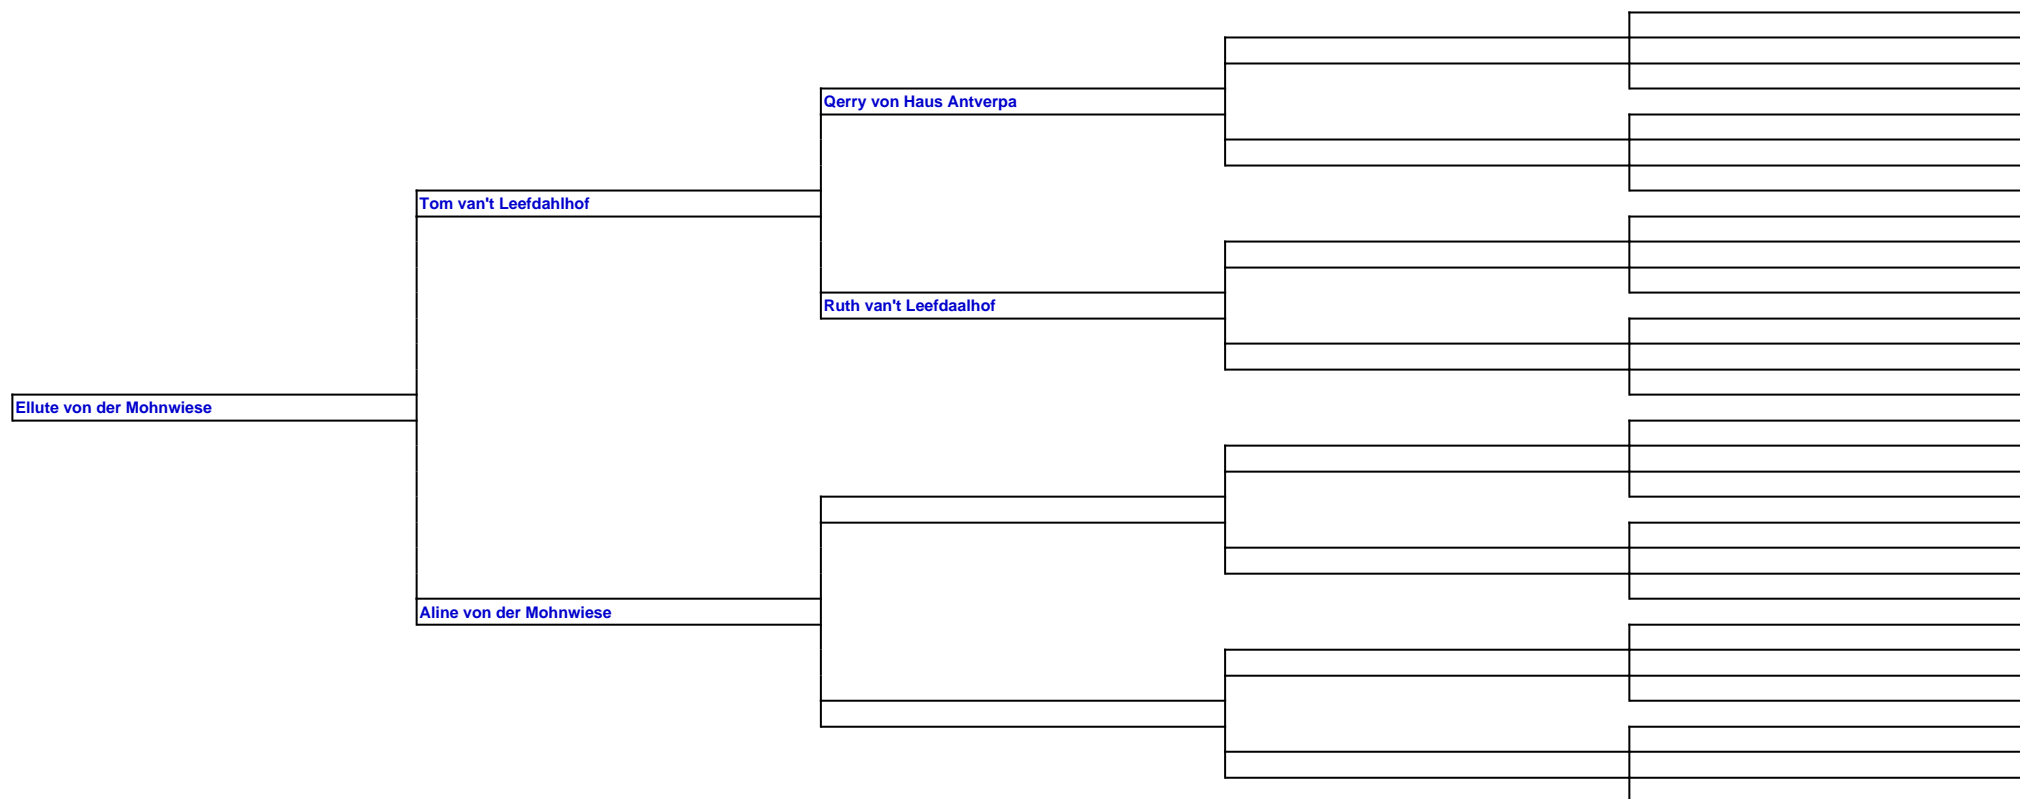 Qerry von Haus Antverpa
Tom van't Leefdahlhof
Ruth van't Leefdaalhof
Ellute von der Mohnwiese
Aline von der Mohnwiese